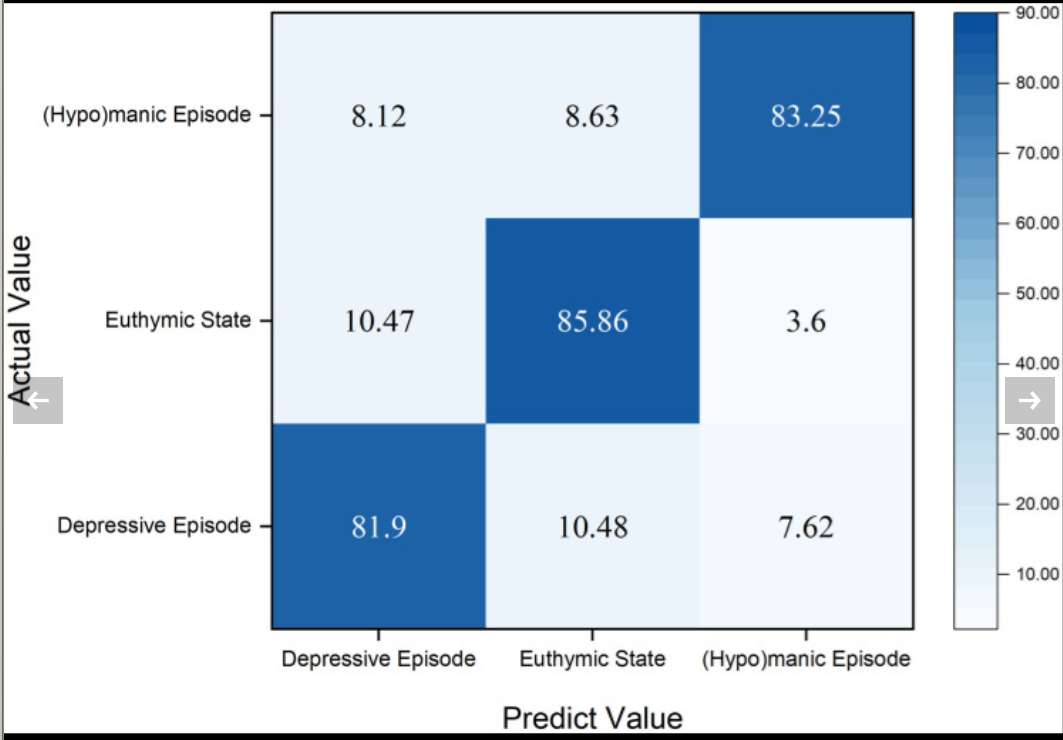 90.00
(Hypo)manic Episode 8.12 8.63 83.25
80.00
70.00
60.00
Actual Value
Euthymic State 10.47 85.86 3.6
50.00
40.00
30.00
Depressive Episode 81.9 10.48 7.62
20.00
10.00
Depressive Episode Euthymic State (Hypo)manic Episode
Predict Value